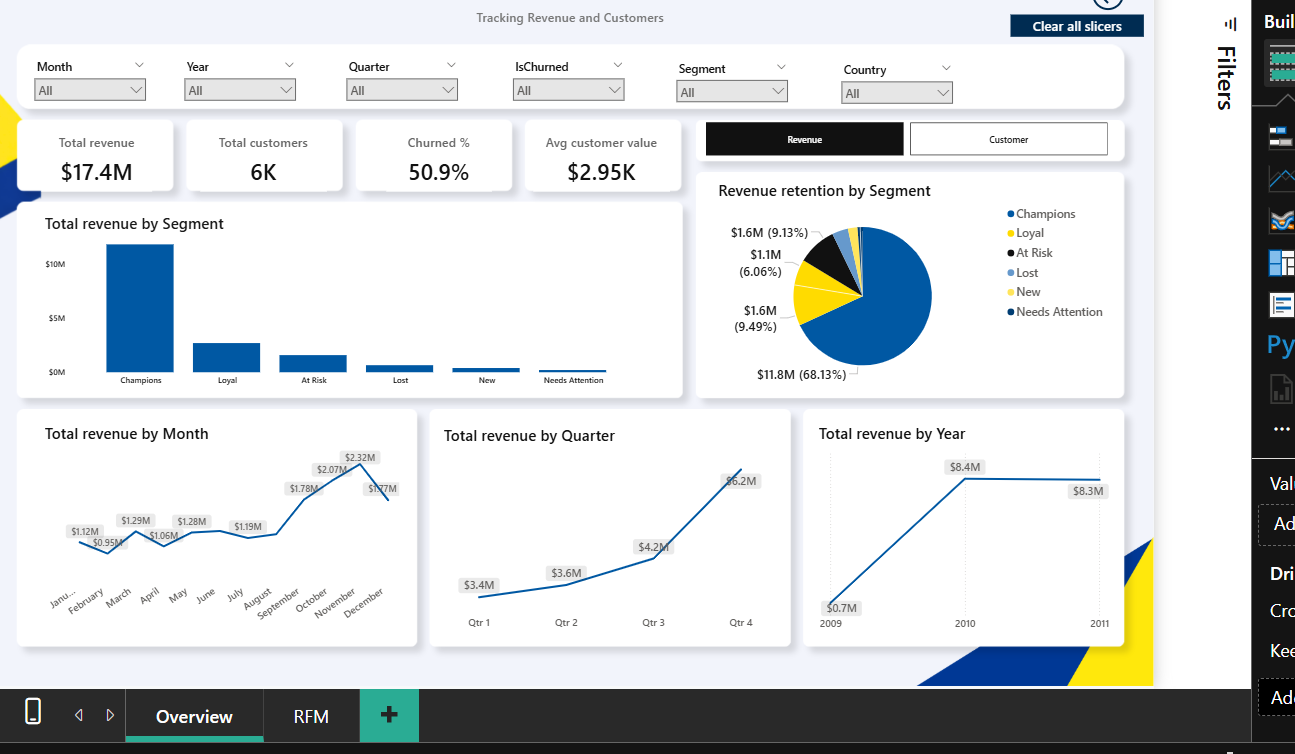 Tracking Revenue and Customers
Clear all slicers
Month
Year
Quarter
IsChurned
Segment
Country
All
All
All
All
All
All
Total revenue
$17.4M
Total customers
6K
Churned %
50.9%
Avg customer value
$2.95K
Revenue
Customer
Total revenue by Segment
$10M
$5M
$0M
Champions
Loyal
At Risk
Lost
New
Needs Attention
Revenue retention by Segment
$1.6M (9.13%)
$1.1M
(6.06%)
$1.6M
(9.49%)
$11.8M (68.13%)
Champions
Loyal
At Risk
Lost
New
Needs Attention
Total revenue by Month
$1.12M
$0.95M
$1.29M
$1.06M
$1.28M
$1.19M
$1.78M
$2.07M
$2.32M
$1.77M
Janu...
February
March
April
May
June
July
August
September
October
November
December
Total revenue by Quarter
$3.4M
$3.6M
$4.2M
$6.2M
Qtr 1
Qtr 2
Qtr 3
Qtr 4
Total revenue by Year
$0.7M
$8.4M
$8.3M
2009
2010
2011
Filters
Buil
Py
...
Val
Ad
Dri
Cro
Kee
Ad
Overview
RFM
+